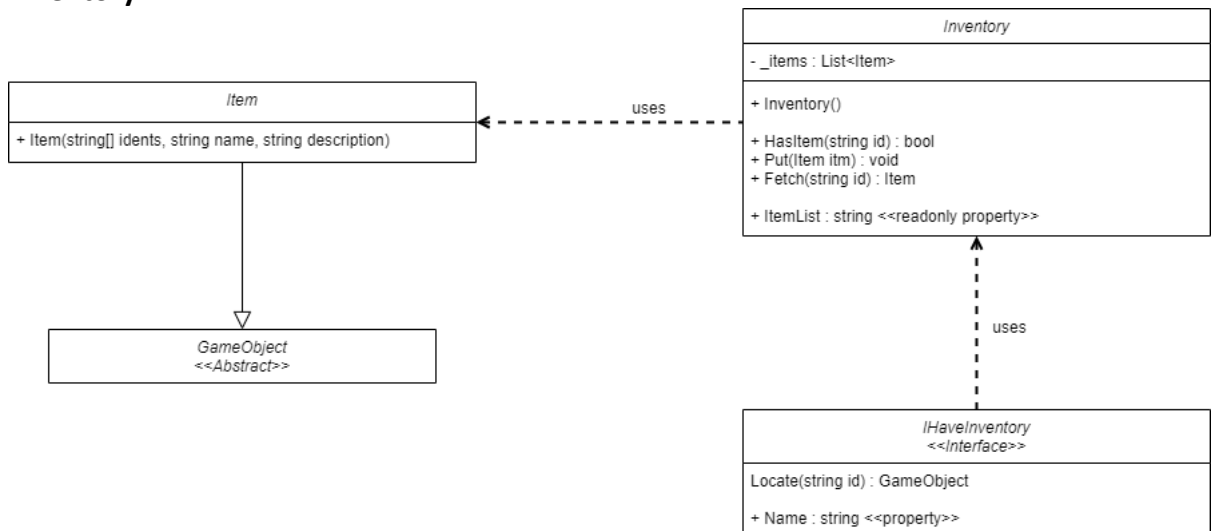 Inventory
- _items : List<Item>
+ Inventory()
+ HasItem(string id) : bool
+ Put(Item itm) : void
+ Fetch(string id) : Item
+ ItemList : string <<readonly property>>
uses
Item
+ Item(string[] idents, string name, string description)
GameObject
<<Abstract>>
uses
IHaveInventory
<<Interface>>
Locate(string id) : GameObject
+ Name : string <<property>>